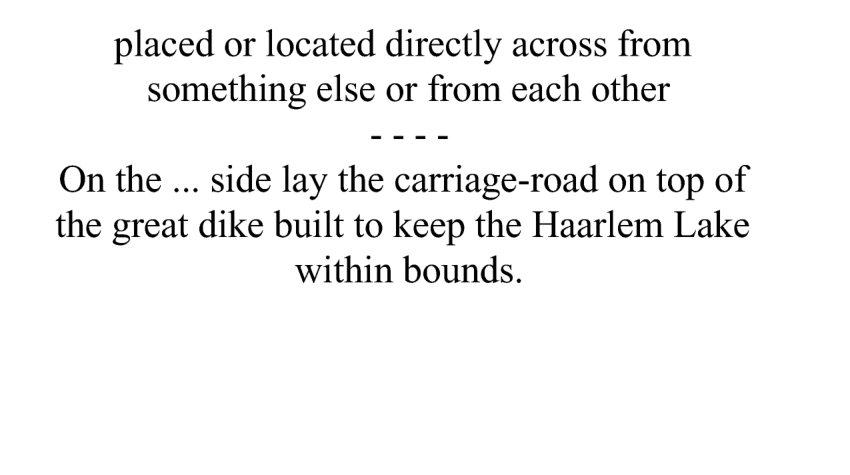 placed or located directly across from
something else or from each other
- - - -
On the ... side lay the carriage-road on top of
the great dike built to keep the Haarlem Lake
within bounds.